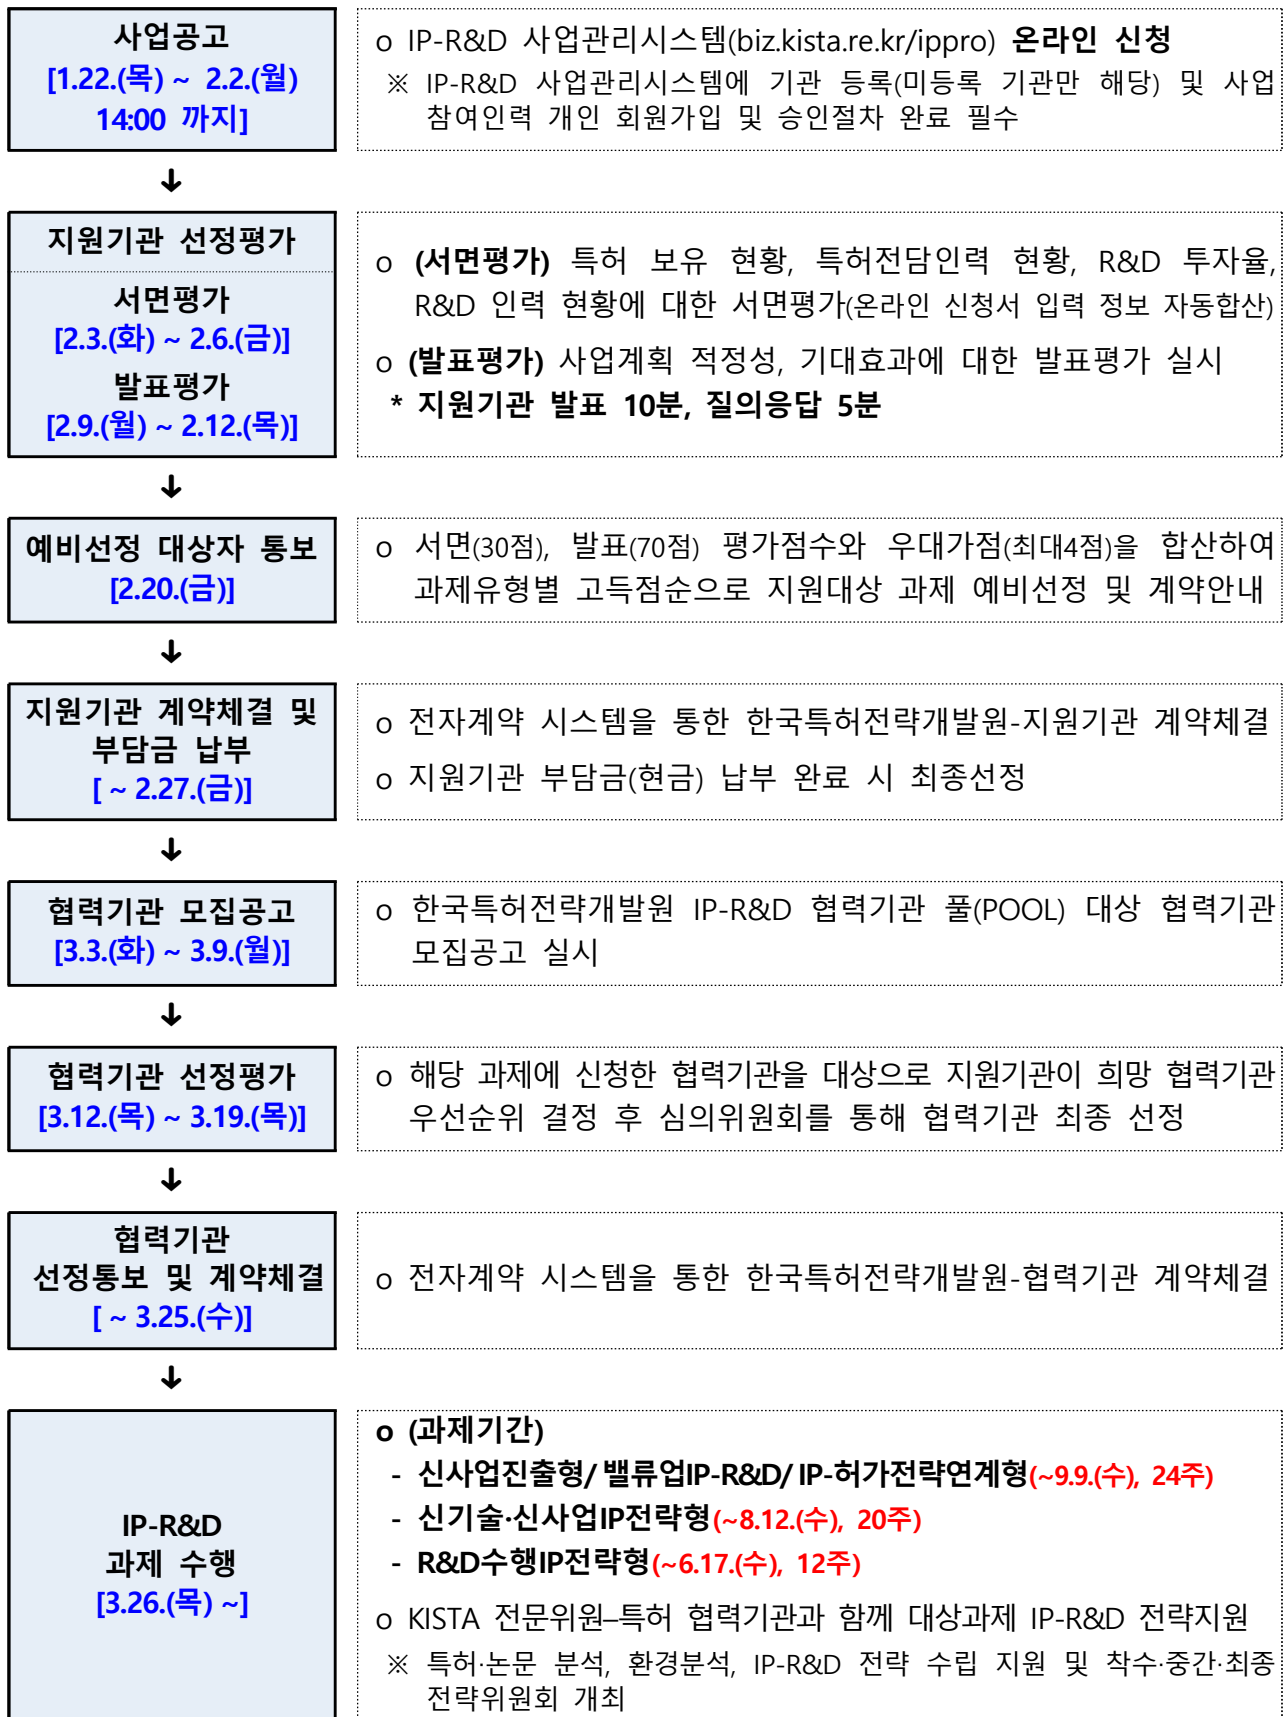 사업공고
[1.22.(목) ~ 2.2.(월)
14:00 까지]
o IP-R&D 사업관리시스템(biz.kista.re.kr/ippro) 온라인 신청
※ IP-R&D 사업관리시스템에 기관 등록(미등록 기관만 해당) 및 사업
참여인력 개인 회원가입 및 승인절차 완료 필수
↓
지원기관 선정평가
서면평가
[2.3.(화) ~ 2.6.(금)]
발표평가
[2.9.(월) ~ 2.12.(목)]
o (서면평가) 특허 보유 현황, 특허전담인력 현황, R&D 투자율,
R&D 인력 현황에 대한 서면평가(온라인 신청서 입력 정보 자동합산)
o (발표평가) 사업계획 적정성, 기대효과에 대한 발표평가 실시
* 지원기관 발표 10분, 질의응답 5분
↓
예비선정 대상자 통보
[2.20.(금)]
o 서면(30점), 발표(70점) 평가점수와 우대가점(최대4점)을 합산하여
과제유형별 고득점순으로 지원대상 과제 예비선정 및 계약안내
↓
지원기관 계약체결 및
부담금 납부
[ ~ 2.27.(금)]
o 전자계약 시스템을 통한 한국특허전략개발원-지원기관 계약체결
o 지원기관 부담금(현금) 납부 완료 시 최종선정
↓
협력기관 모집공고
[3.3.(화) ~ 3.9.(월)]
o 한국특허전략개발원 IP-R&D 협력기관 풀(POOL) 대상 협력기관
모집공고 실시
↓
협력기관 선정평가
[3.12.(목) ~ 3.19.(목)]
o 해당 과제에 신청한 협력기관을 대상으로 지원기관이 희망 협력기관
우선순위 결정 후 심의위원회를 통해 협력기관 최종 선정
↓
협력기관
선정통보 및 계약체결
[ ~ 3.25.(수)]
o 전자계약 시스템을 통한 한국특허전략개발원-협력기관 계약체결
↓
IP-R&D
과제 수행
[3.26.(목) ~]
o (과제기간)
- 신사업진출형/ 밸류업IP-R&D/ IP-허가전략연계형(~9.9.(수), 24주)
- 신기술·신사업IP전략형(~8.12.(수), 20주)
- R&D수행IP전략형(~6.17.(수), 12주)
o KISTA 전문위원–특허 협력기관과 함께 대상과제 IP-R&D 전략지원
※ 특허·논문 분석, 환경분석, IP-R&D 전략 수립 지원 및 착수·중간·최종
전략위원회 개최